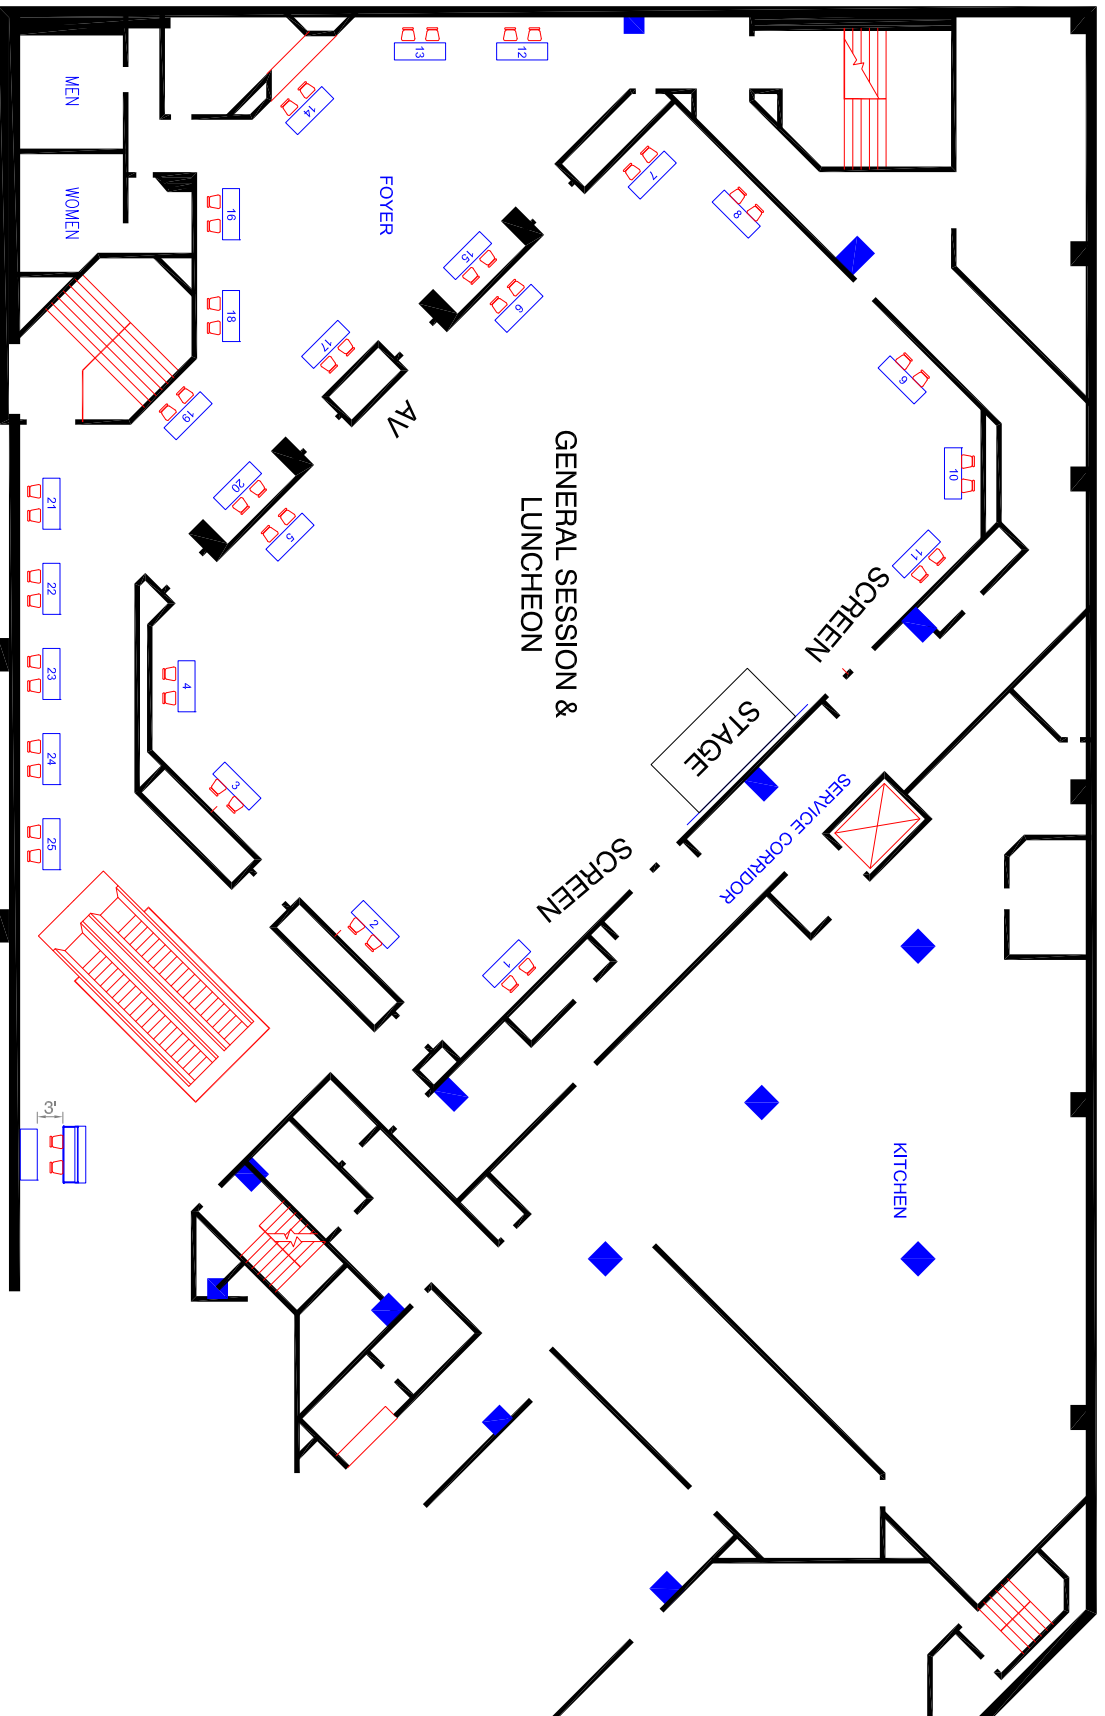 13
12
MEN
14
7
WOMEN
16
FOYER
8
15
6
18
17
9
19
AV
GENERAL SESSION &
LUNCHEON
10
20
21
5
11
22
SCREEN
23
4
STAGE
24
3
SERVICE CORRIDOR
25
SCREEN
2
1
3'
KITCHEN